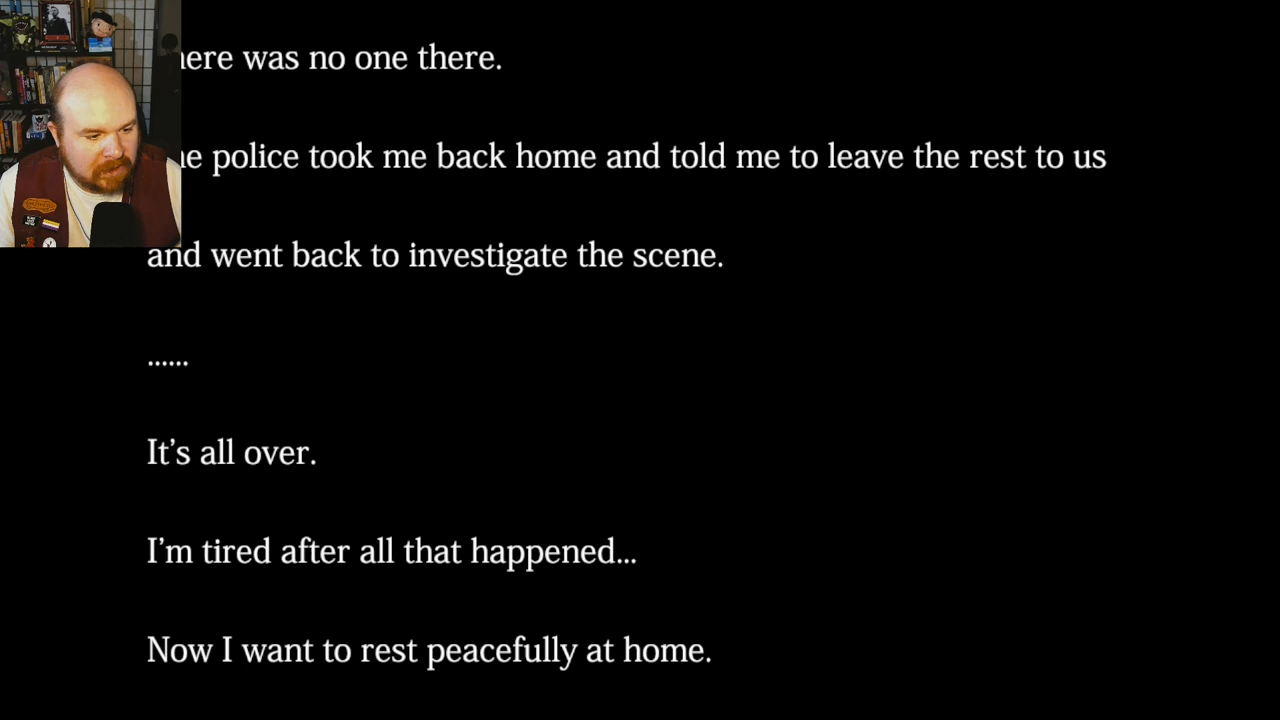 here was no one there.
he police took me back home and told me to leave the rest to us
and went back to investigate the scene.
......
It's all over.
I'm tired after all that happened...
Now I want to rest peacefully at home.